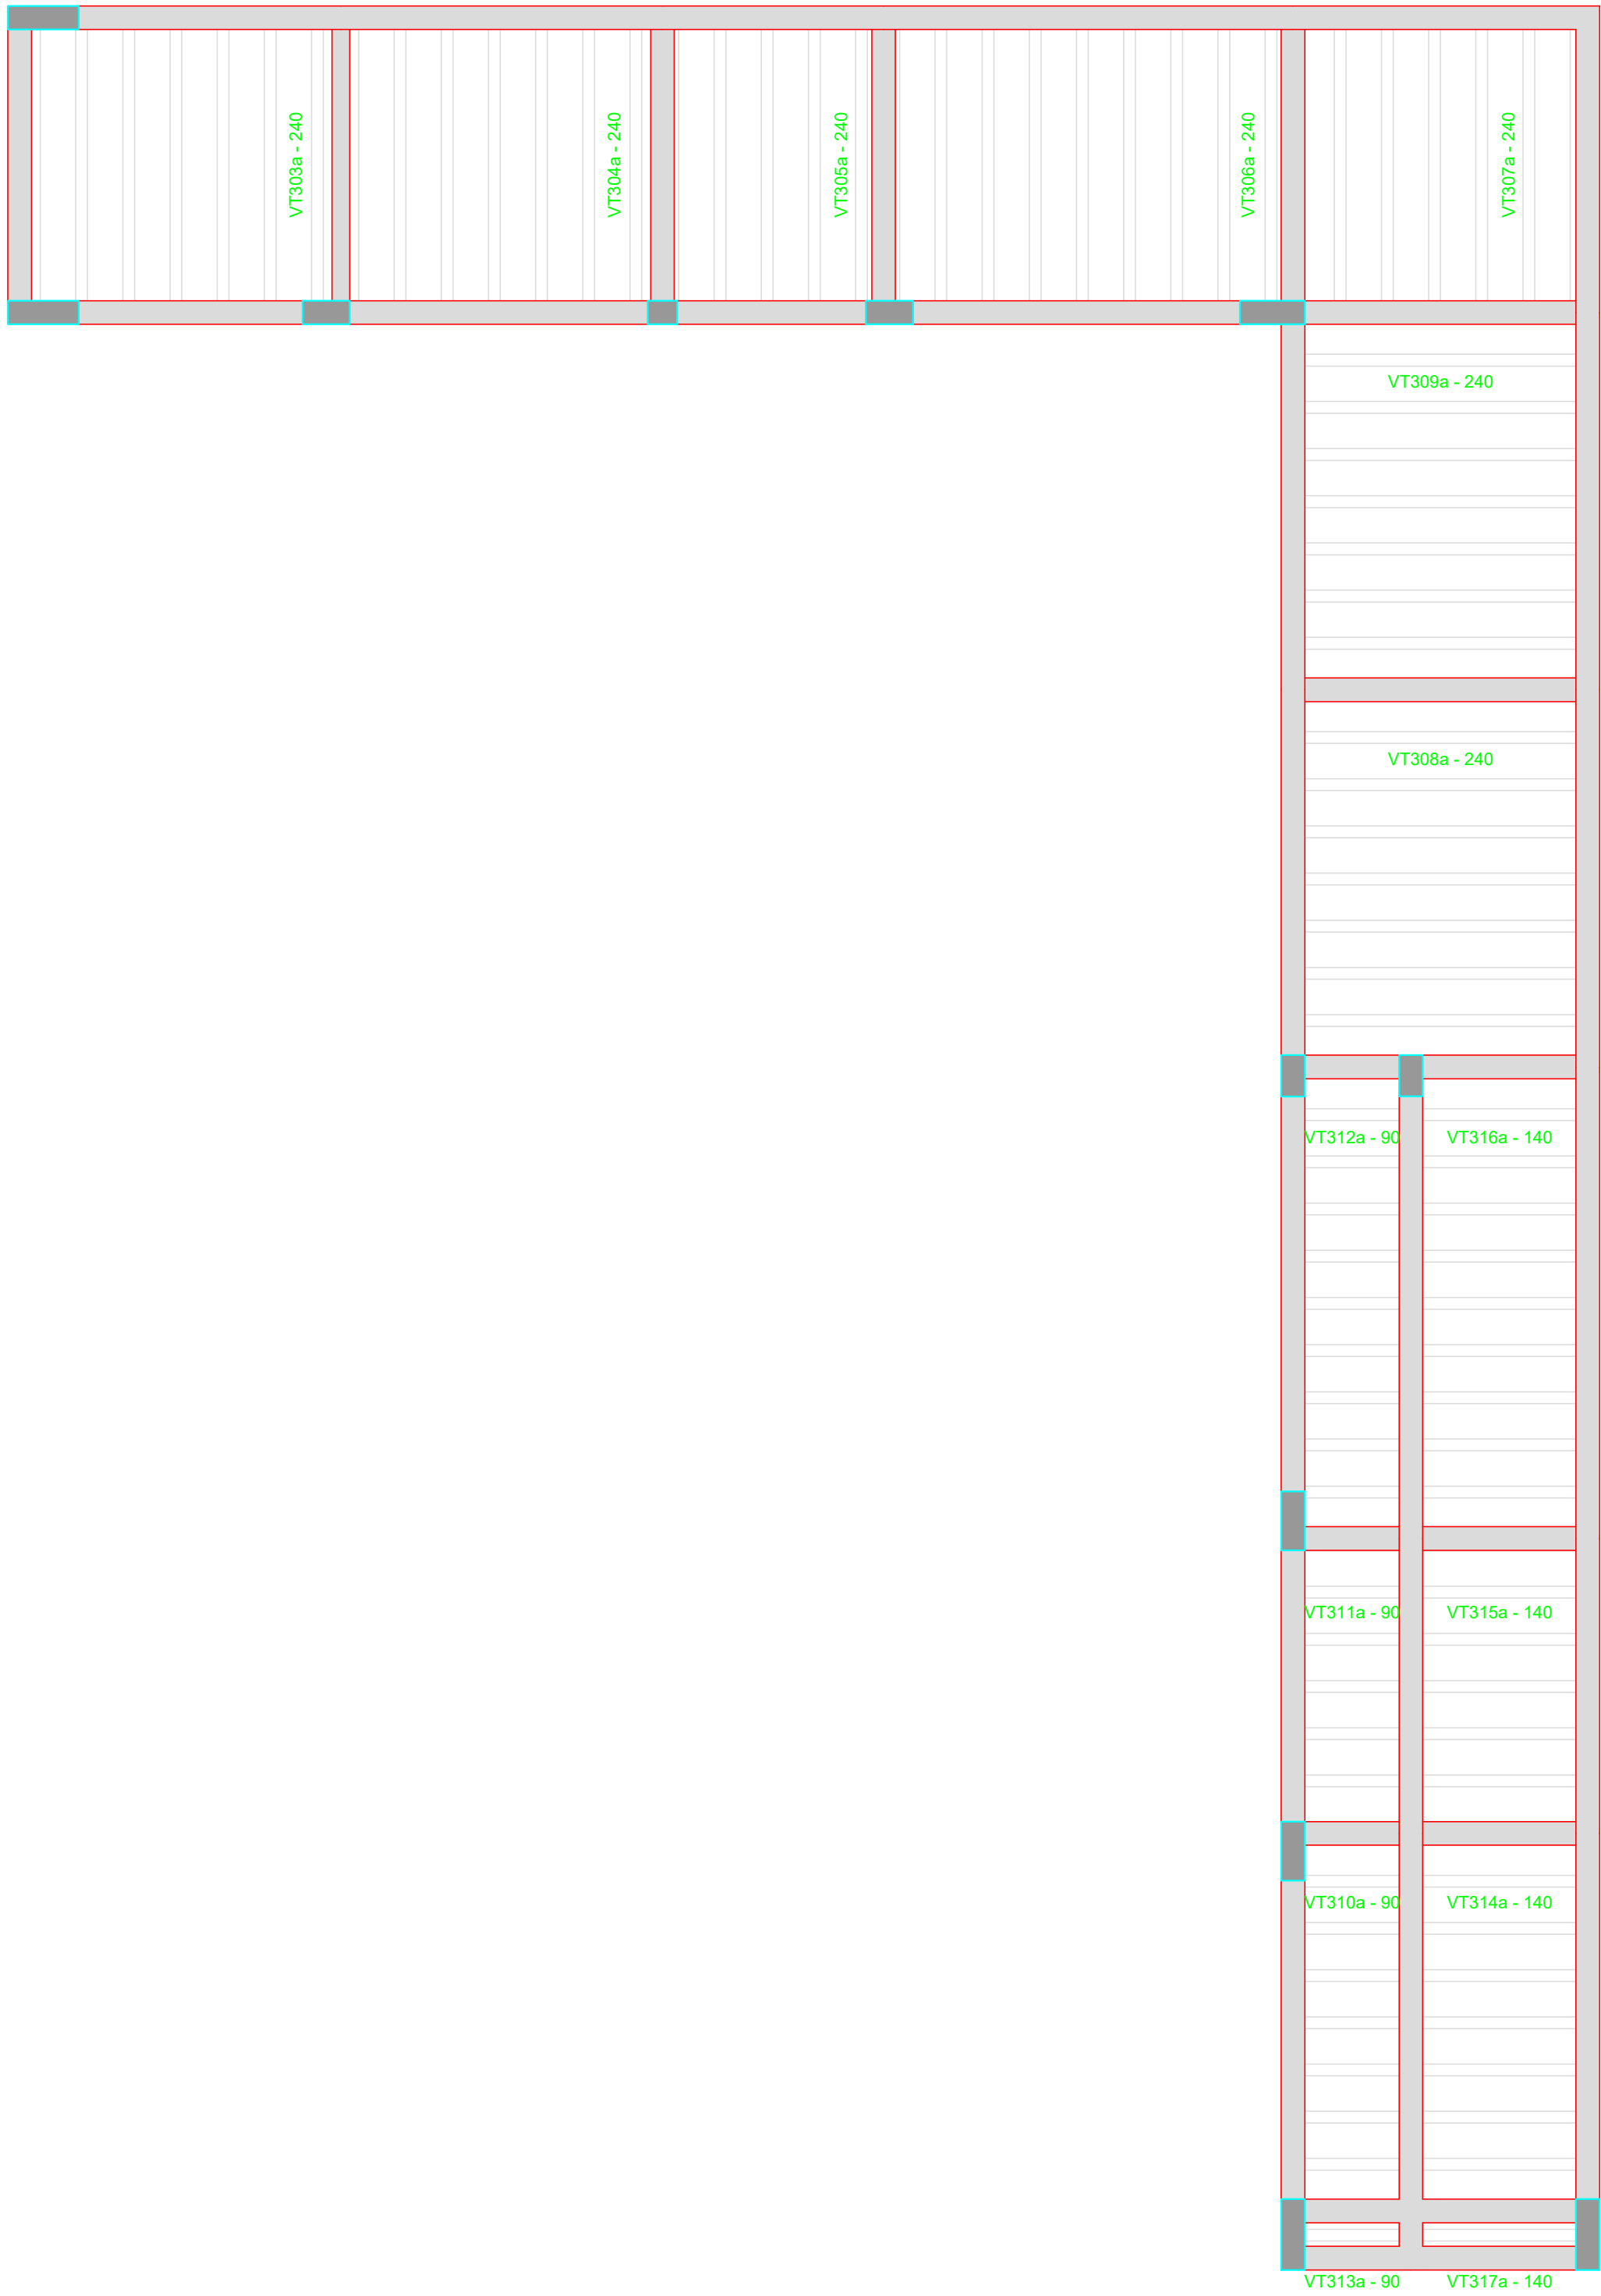 VT303a - 240
VT304a - 240
VT305a - 240
VT306a - 240
VT307a - 240
VT309a - 240
VT308a - 240
VT312a - 90
VT316a - 140
VT311a - 90
VT315a - 140
VT310a - 90
VT314a - 140
VT313a - 90
VT317a - 140